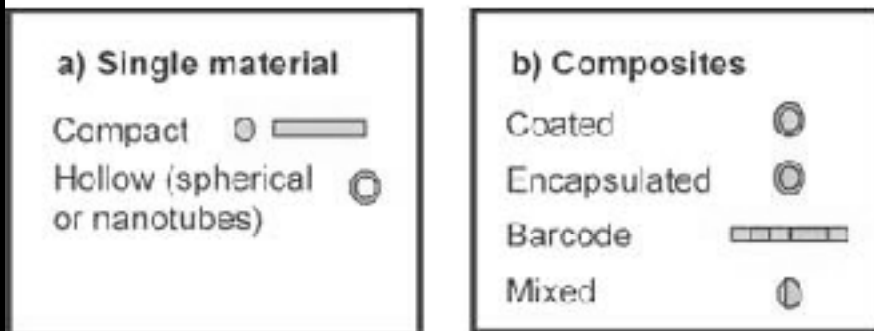 a) Single material
Compact
Hollow (spherical
or nanotubes)
b) Composites
Coated
Encapsulated
Barcode
Mixed